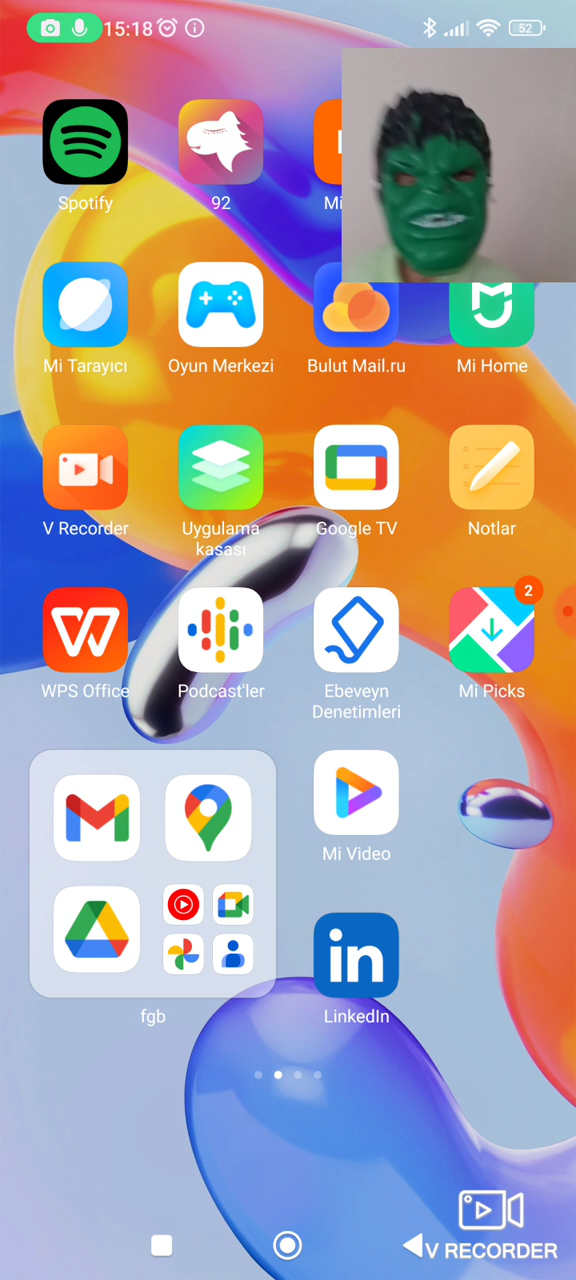 15:18
52
Spotify
92
Mi
Mi Tarayıcı
Oyun Merkezi
Bulut Mail.ru
Mi Home
V Recorder
Uygulama
kasası
Google TV
Notlar
WPS Office
Podcast'ler
Ebeveyn
Denetimleri
2
Mi Picks
Mi Video
fgb
in
LinkedIn
V RECORDER